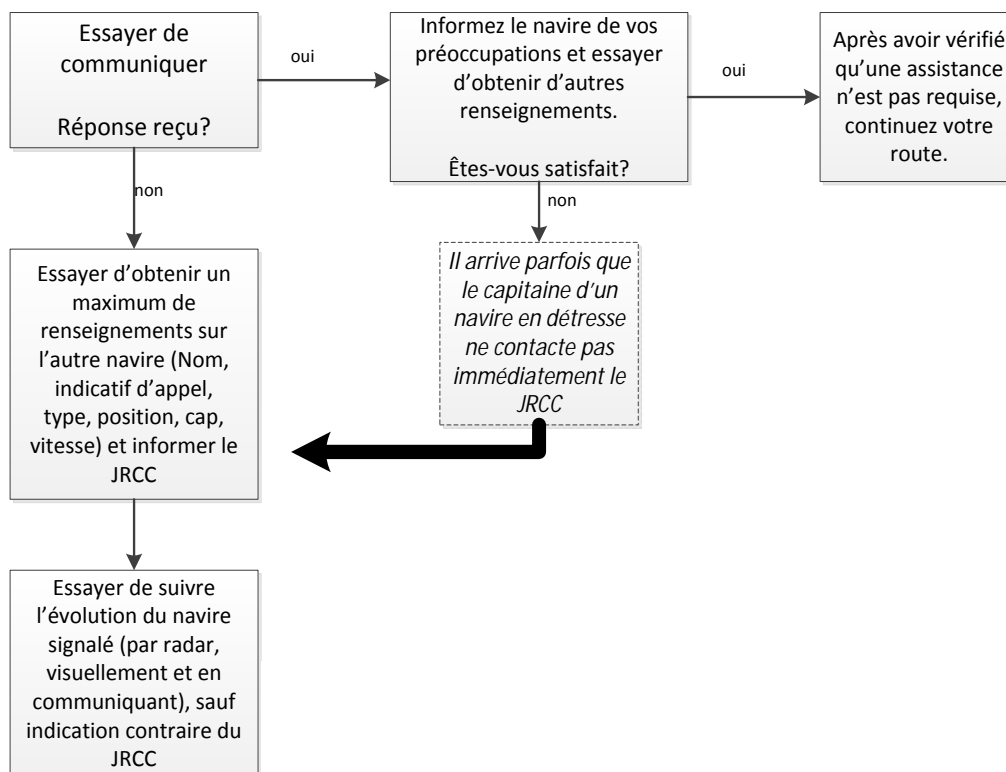 Essayer de
communiquer
Réponse reçu?
oui
Informez le navire de vos
préoccupations et essayer
d'obtenir d'autres
renseignements.
Êtes-vous satisfait?
oui
Après avoir vérifié
qu'une assistance
n'est pas requise,
continuez votre
route.
non
non
Essayer d'obtenir un
maximum de
renseignements sur
l'autre navire (Nom,
indicatif d'appel,
type, position, cap,
vitesse) et informer le
JRCC
Il arrive parfois que
le capitaine d'un
navire en détresse
ne contacte pas
immédiatement le
JRCC
Essayer de suivre
l'évolution du navire
signalé (par radar,
visuellement et en
communiquant), sauf
indication contraire du
JRCC